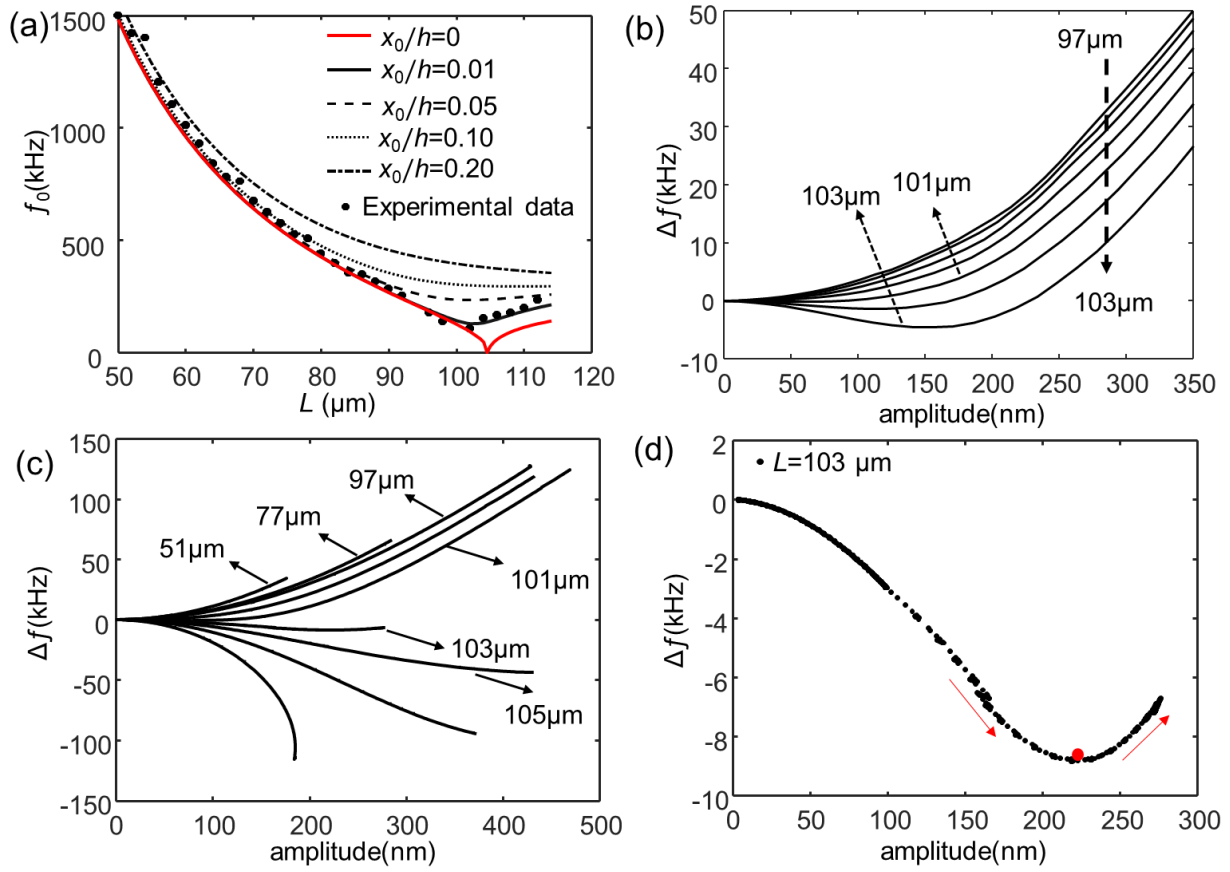 (a)
1500
1000
500
0
f₀(kHz)
x₀/h=0
x₀/h=0.01
x₀/h=0.05
x₀/h=0.10
x₀/h=0.20
Experimental data
50 60 70 80 90 100 110 120
L (μm)
(b)
50
40
30
20
10
0
-10
Δf(kHz)
97μm
103μm
101μm
103μm
0 50 100 150 200 250 300 350
amplitude(nm)
(c)
150
100
50
0
-50
-100
-150
Δf(kHz)
97μm
77μm
51μm
101μm
103μm
105μm
0 100 200 300 400 500
amplitude(nm)
(d)
2
0
-2
-4
-6
-8
-10
Δf(kHz)
L=103 μm
0 50 100 150 200 250 300
amplitude(nm)